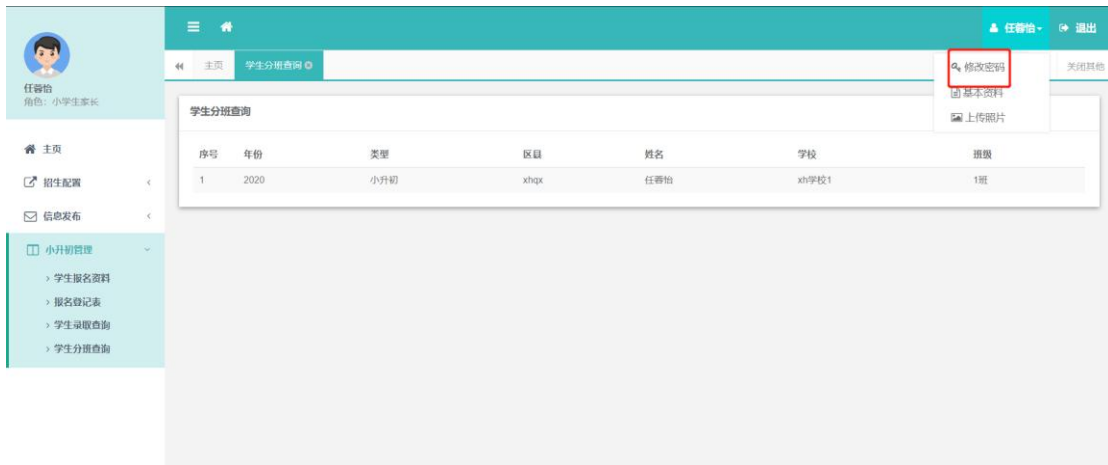 任蓉怡 退出
主页 学生分班查询 关闭其他
修改密码
基本资料
上传照片
任蓉怡
角色：小学生家长
主页
招生配置
信息发布
小升初管理
学生报名资料
报名登记表
学生录取查询
学生分班查询
学生分班查询
序号 年份 类型 区县 姓名 学校 班级
1 2020 小升初 xhqx 任蓉怡 xh学校1 1班